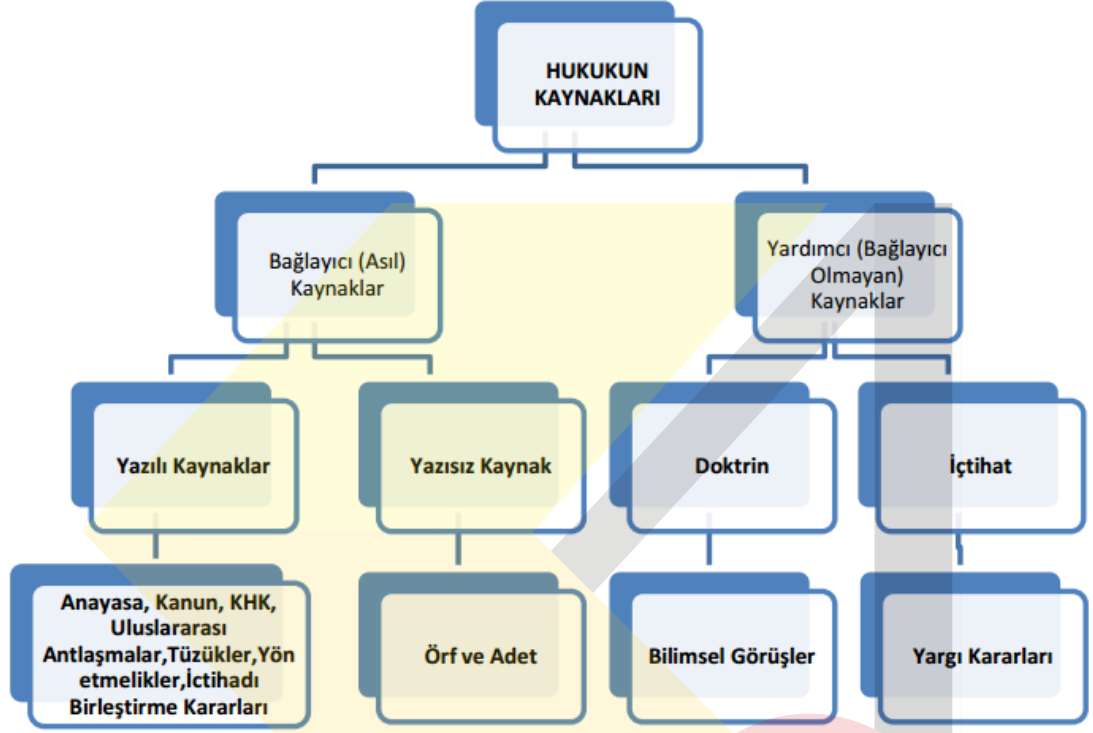 HUKUKUN
KAYNAKLARI
Bağlayıcı (Asıl)
Kaynaklar
Yardımcı (Bağlayıcı
Olmayan)
Kaynaklar
Yazılı Kaynaklar
Yazısız Kaynak
Doktrin
İçtihat
Anayasa, Kanun, KHK,
Uluslararası
Antlaşmalar,Tüzükler,Yön
etmelikler,İctihadı
Birleştirme Kararları
Örf ve Adet
Bilimsel Görüşler
Yargı Kararları